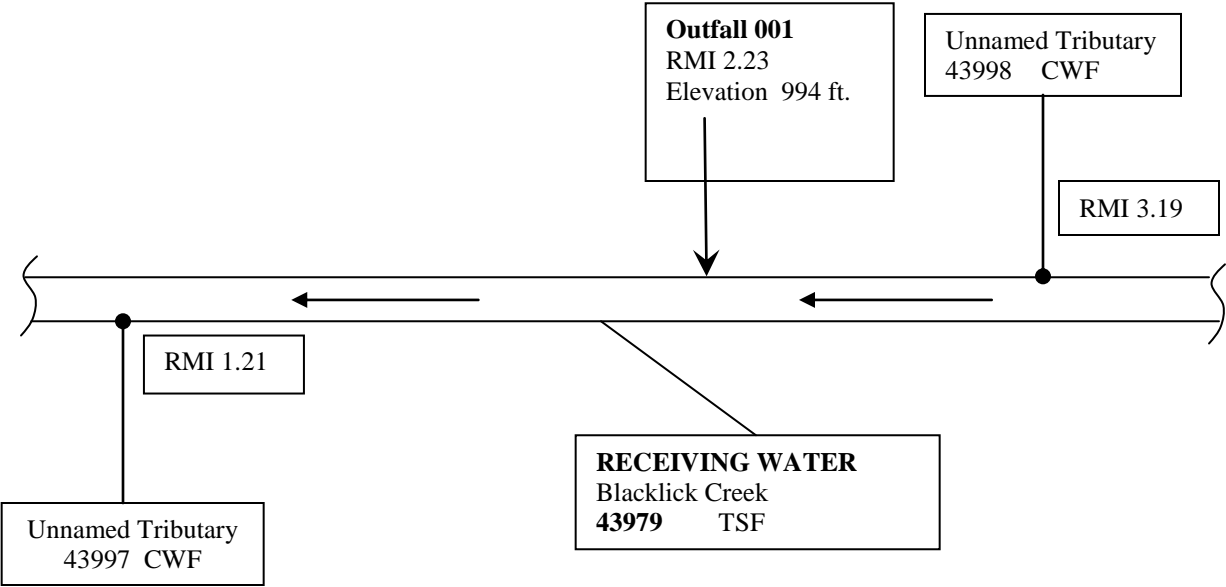 Outfall 001
RMI 2.23
Elevation 994 ft.
Unnamed Tributary
43998 CWF
RMI 3.19
RMI 1.21
RECEIVING WATER
Blacklick Creek
43979 TSF
Unnamed Tributary
43997 CWF